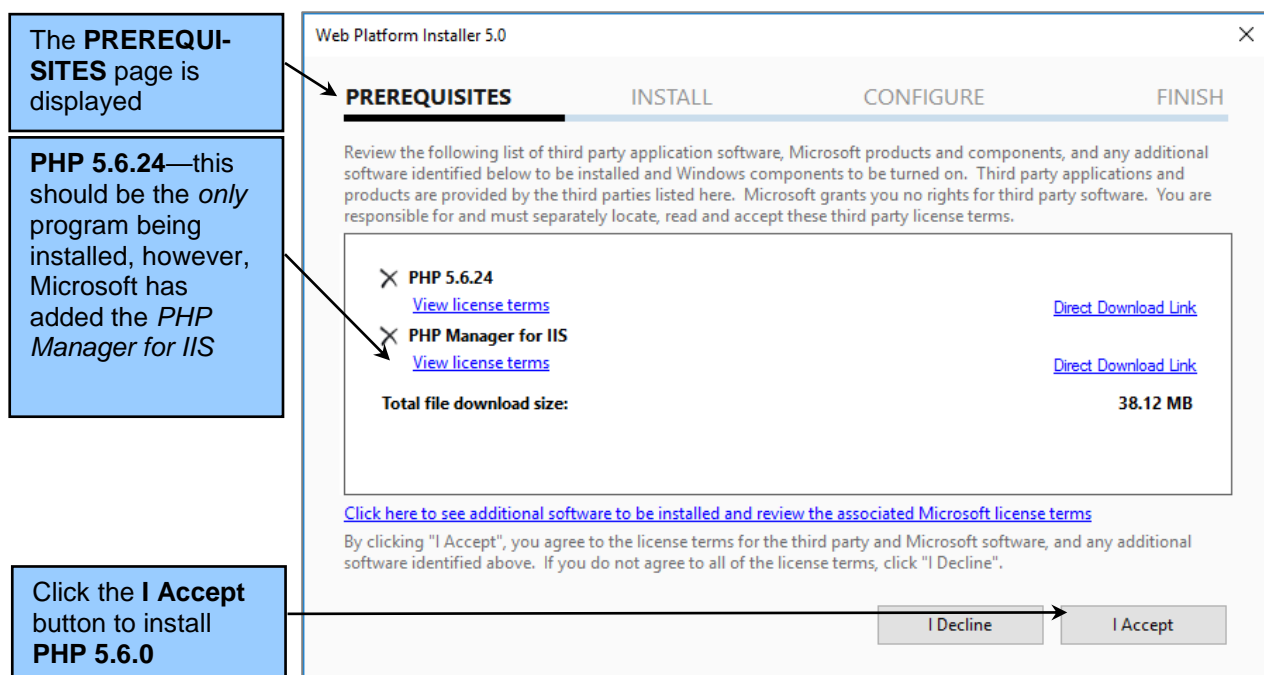 The PREREQUI-
SITES page is
displayed
PHP 5.6.24—this
should be the only
program being
installed, however,
Microsoft has
added the PHP
Manager for IIS
Click the I Accept
button to install
PHP 5.6.0
Web Platform Installer 5.0
PREREQUISITES INSTALL CONFIGURE FINISH
Review the following list of third party application software, Microsoft products and components, and any additional
software identified below to be installed and Windows components to be turned on. Third party applications and
products are provided by the third parties listed here. Microsoft grants you no rights for third party software. You are
responsible for and must separately locate, read and accept these third party license terms.
PHP 5.6.24
View license terms Direct Download Link
PHP Manager for IIS
View license terms Direct Download Link
Total file download size: 38.12 MB
Click here to see additional software to be installed and review the associated Microsoft license terms
By clicking "I Accept", you agree to the license terms for the third party and Microsoft software, and any additional
software identified above. If you do not agree to all of the license terms, click "I Decline".
I Decline I Accept